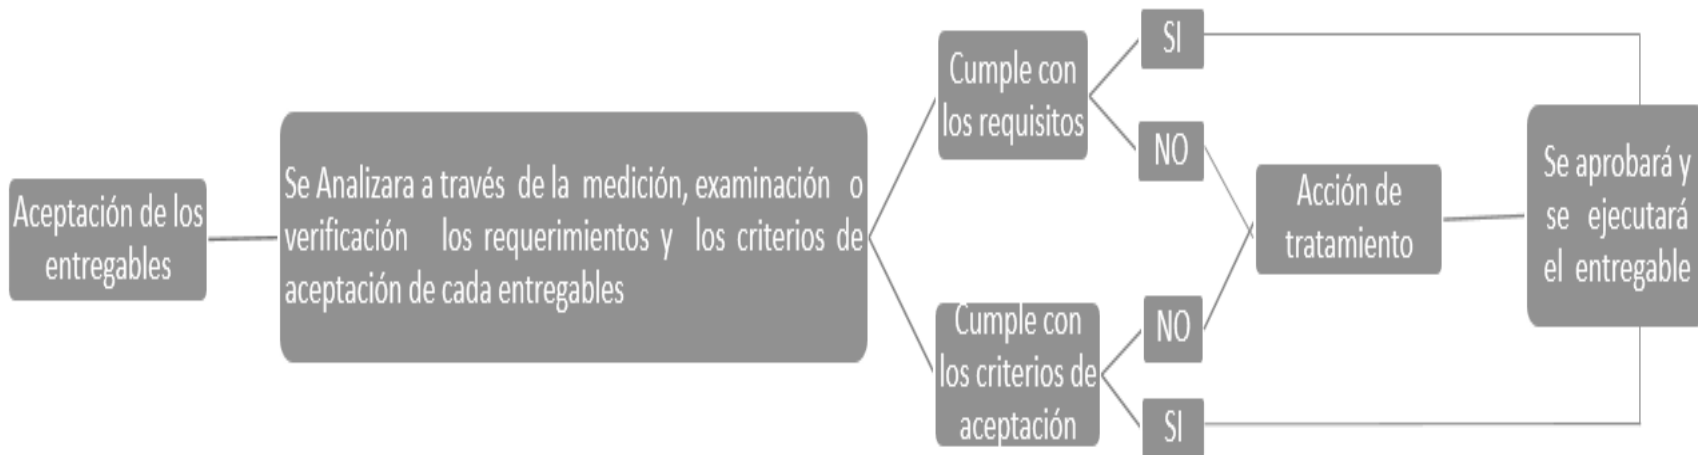 Aceptación de los
entregables
Se Analizara a través de la medición, examinación o
verificación los requerimientos y los criterios de
aceptación de cada entregables
Cumple con
los requisitos
SI
NO
Cumple con
los criterios de
aceptación
NO
SI
Acción de
tratamiento
Se aprobará y
se ejecutará
el entregable